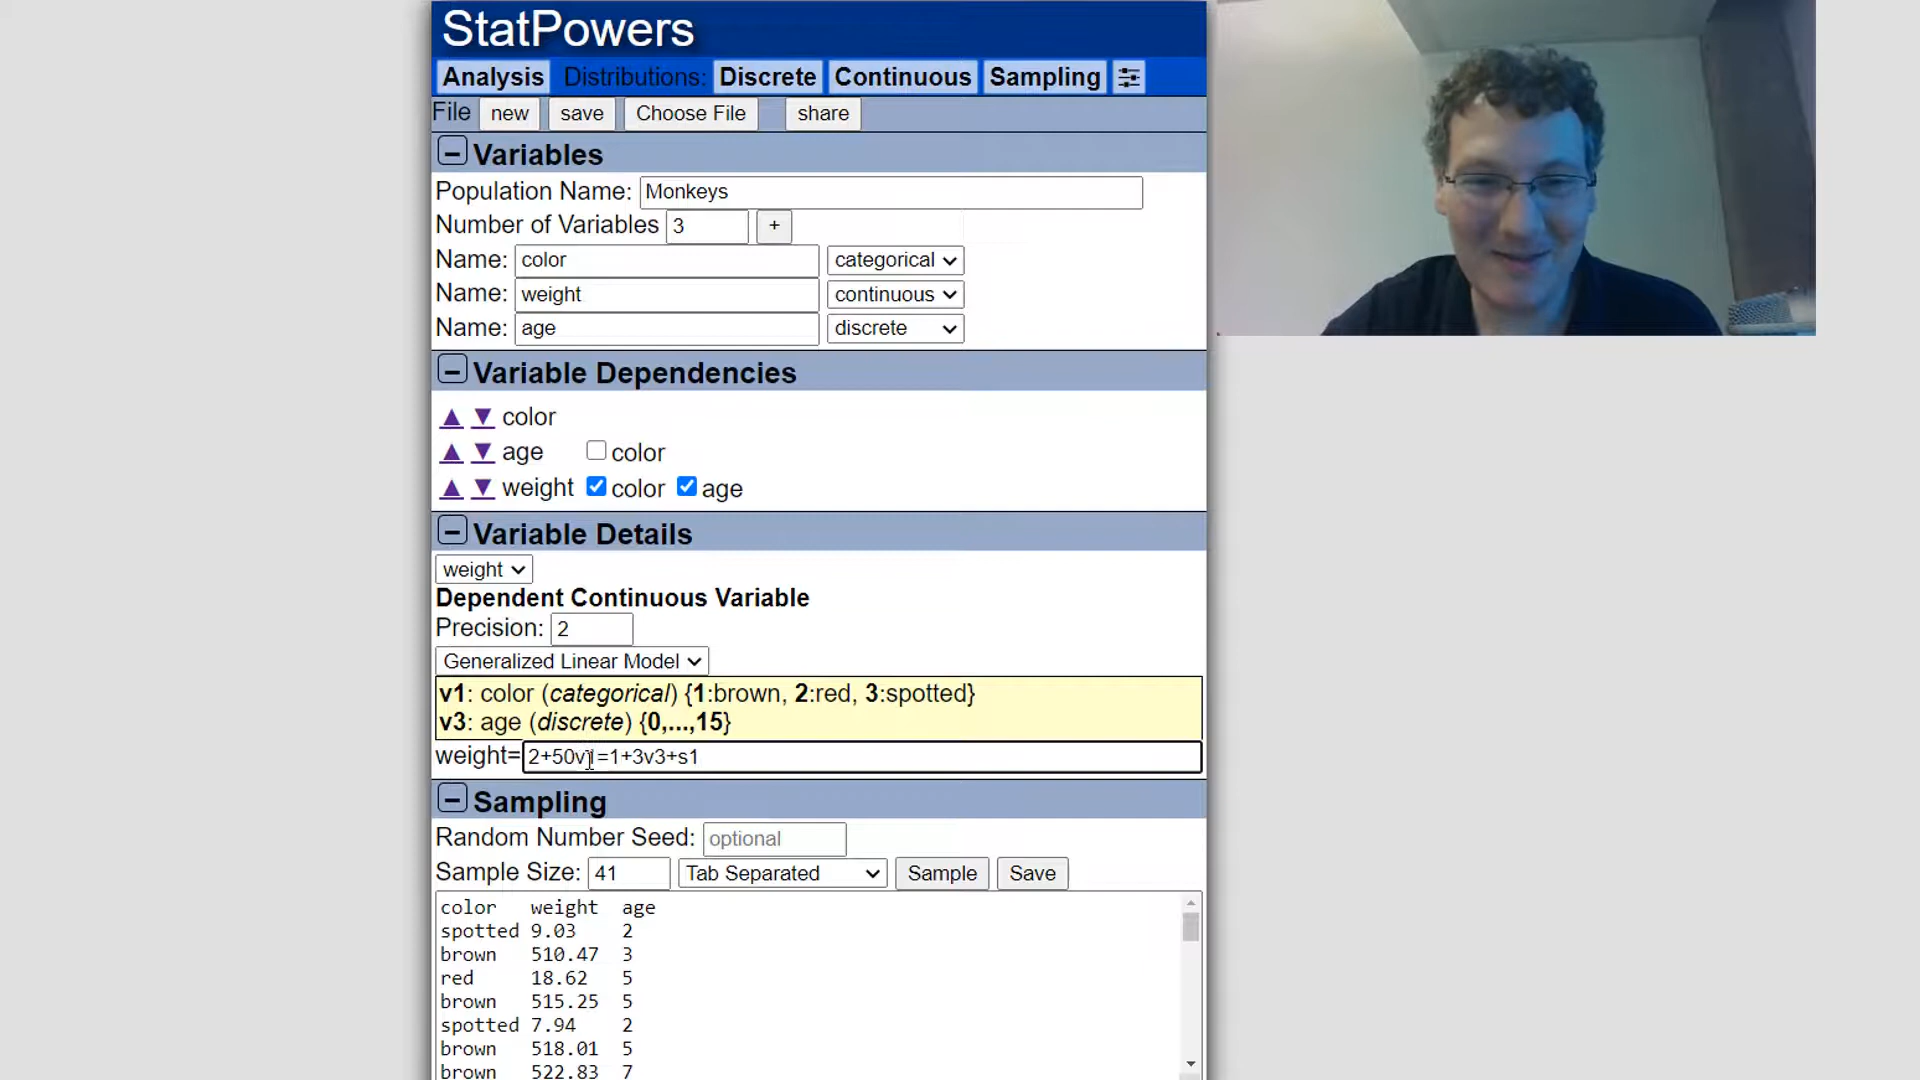 StatPowers
Analysis Distributions: Discrete Continuous Sampling
File new save Choose File share
Variables
Population Name: Monkeys
Number of Variables 3 +
Name: color categorical
Name: weight continuous
Name: age discrete
Variable Dependencies
color
age color
weight color age
Variable Details
weight
Dependent Continuous Variable
Precision: 2
Generalized Linear Model
v1: color (categorical) {1:brown, 2:red, 3:spotted}
v3: age (discrete) {0,...,15}
weight= 2+50v1=1+3v3+s1
Sampling
Random Number Seed: optional
Sample Size: 41 Tab Separated Sample Save
color weight age
spotted 9.03 2
brown 510.47 3
red 18.62 5
brown 515.25 5
spotted 7.94 2
brown 518.01 5
brown 522.83 7